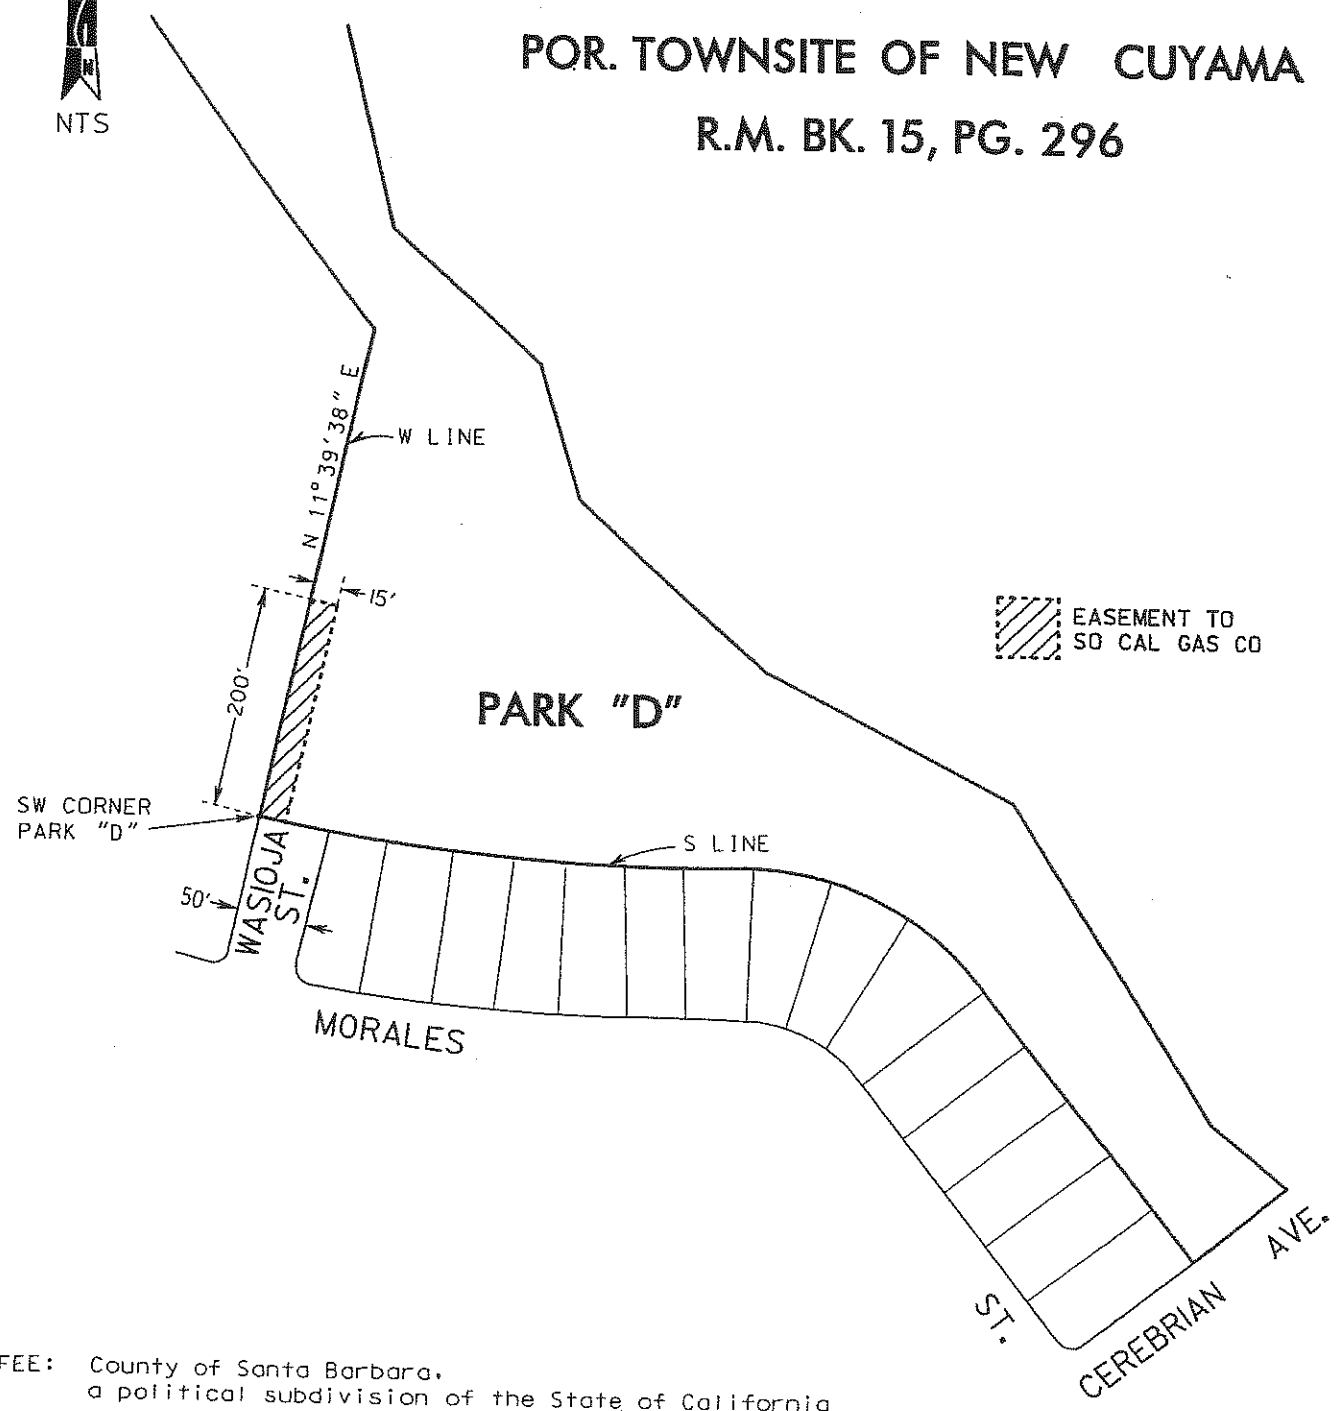 POR. TOWNSITE OF NEW CUYAMA
R.M. BK. 15, PG. 296
N
NTS
N 11°39'38" E
W LINE
15'
200'
EASEMENT TO
SO CAL GAS CO
PARK "D"
SW CORNER
PARK "D"
S LINE
50'
WASIOJA
ST.
MORALES
ST.
CEREBRIAN AVE.
FEE: County of Santa Barbara,
a political subdivision of the State of California